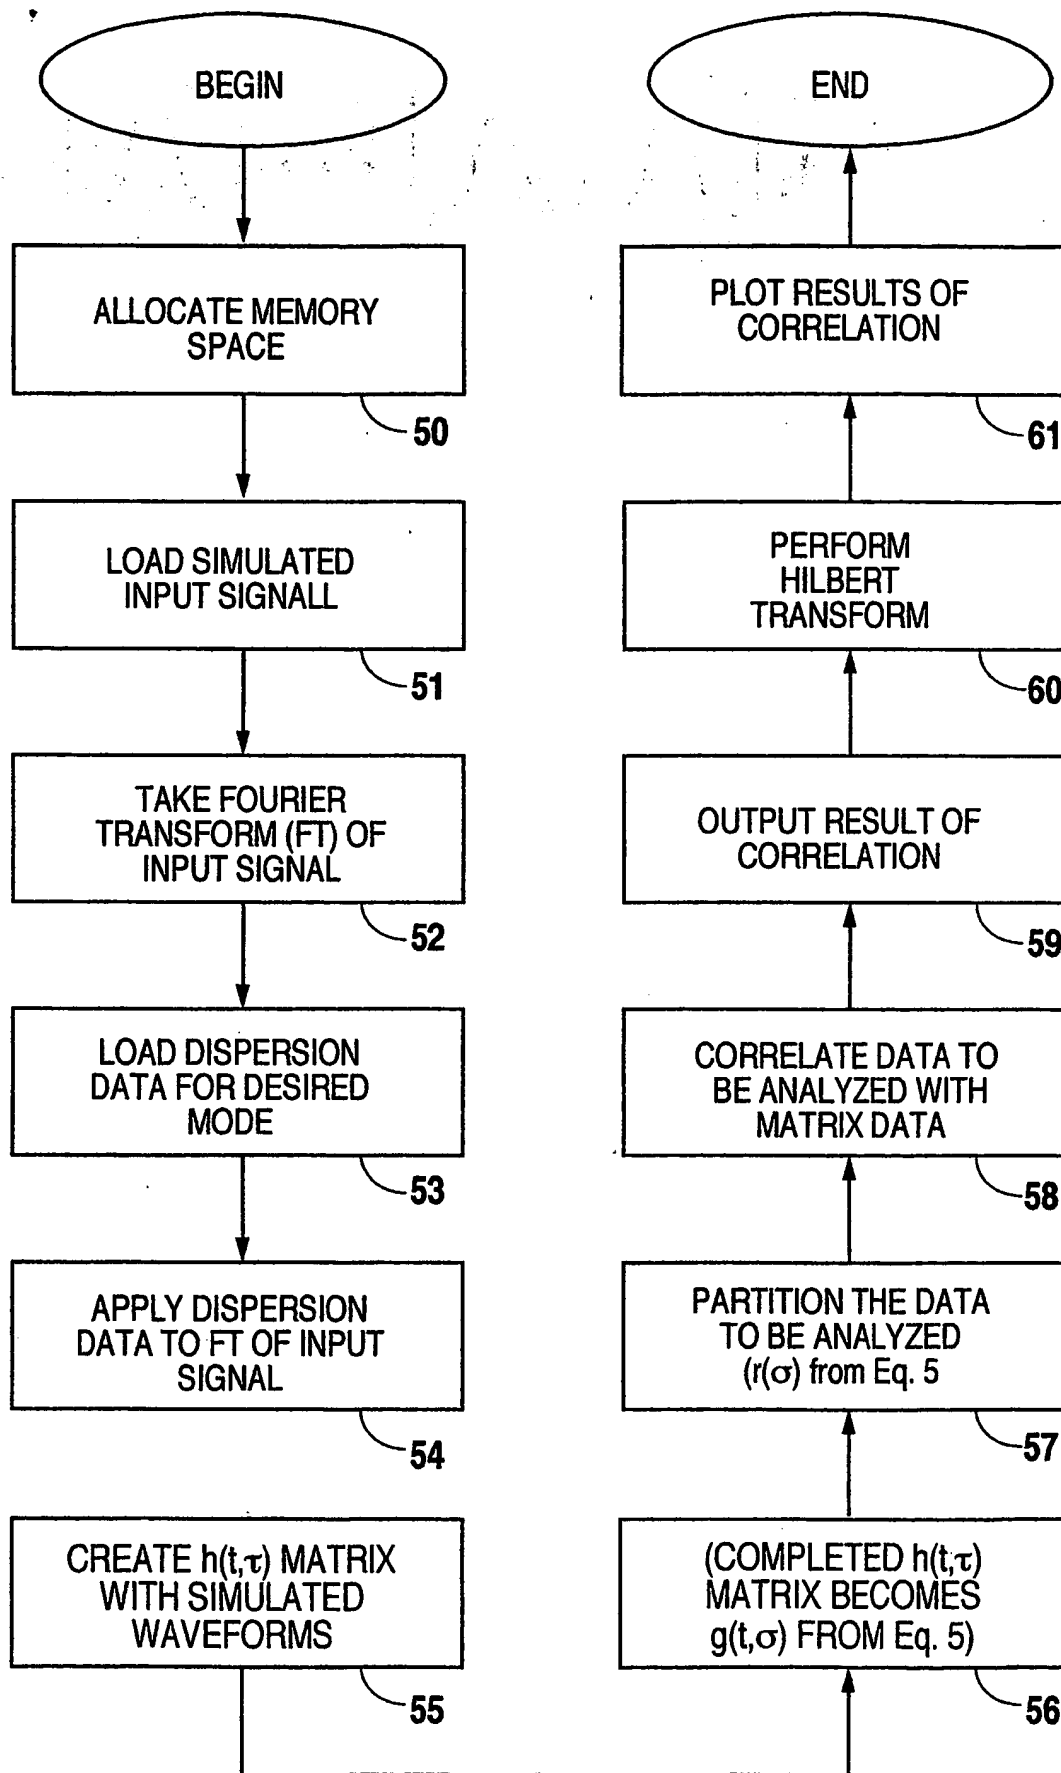 BEGIN
ALLOCATE MEMORY
SPACE
50
LOAD SIMULATED
INPUT SIGNALL
51
TAKE FOURIER
TRANSFORM (FT) OF
INPUT SIGNAL
52
LOAD DISPERSION
DATA FOR DESIRED
MODE
53
APPLY DISPERSION
DATA TO FT OF INPUT
SIGNAL
54
CREATE h(t,τ) MATRIX
WITH SIMULATED
WAVEFORMS
55
(COMPLETED h(t,τ)
MATRIX BECOMES
g(t,σ) FROM Eq. 5)
56
PARTITION THE DATA
TO BE ANALYZED
(r(σ) from Eq. 5
57
CORRELATE DATA TO
BE ANALYZED WITH
MATRIX DATA
58
OUTPUT RESULT OF
CORRELATION
59
PERFORM
HILBERT
TRANSFORM
60
PLOT RESULTS OF
CORRELATION
61
END